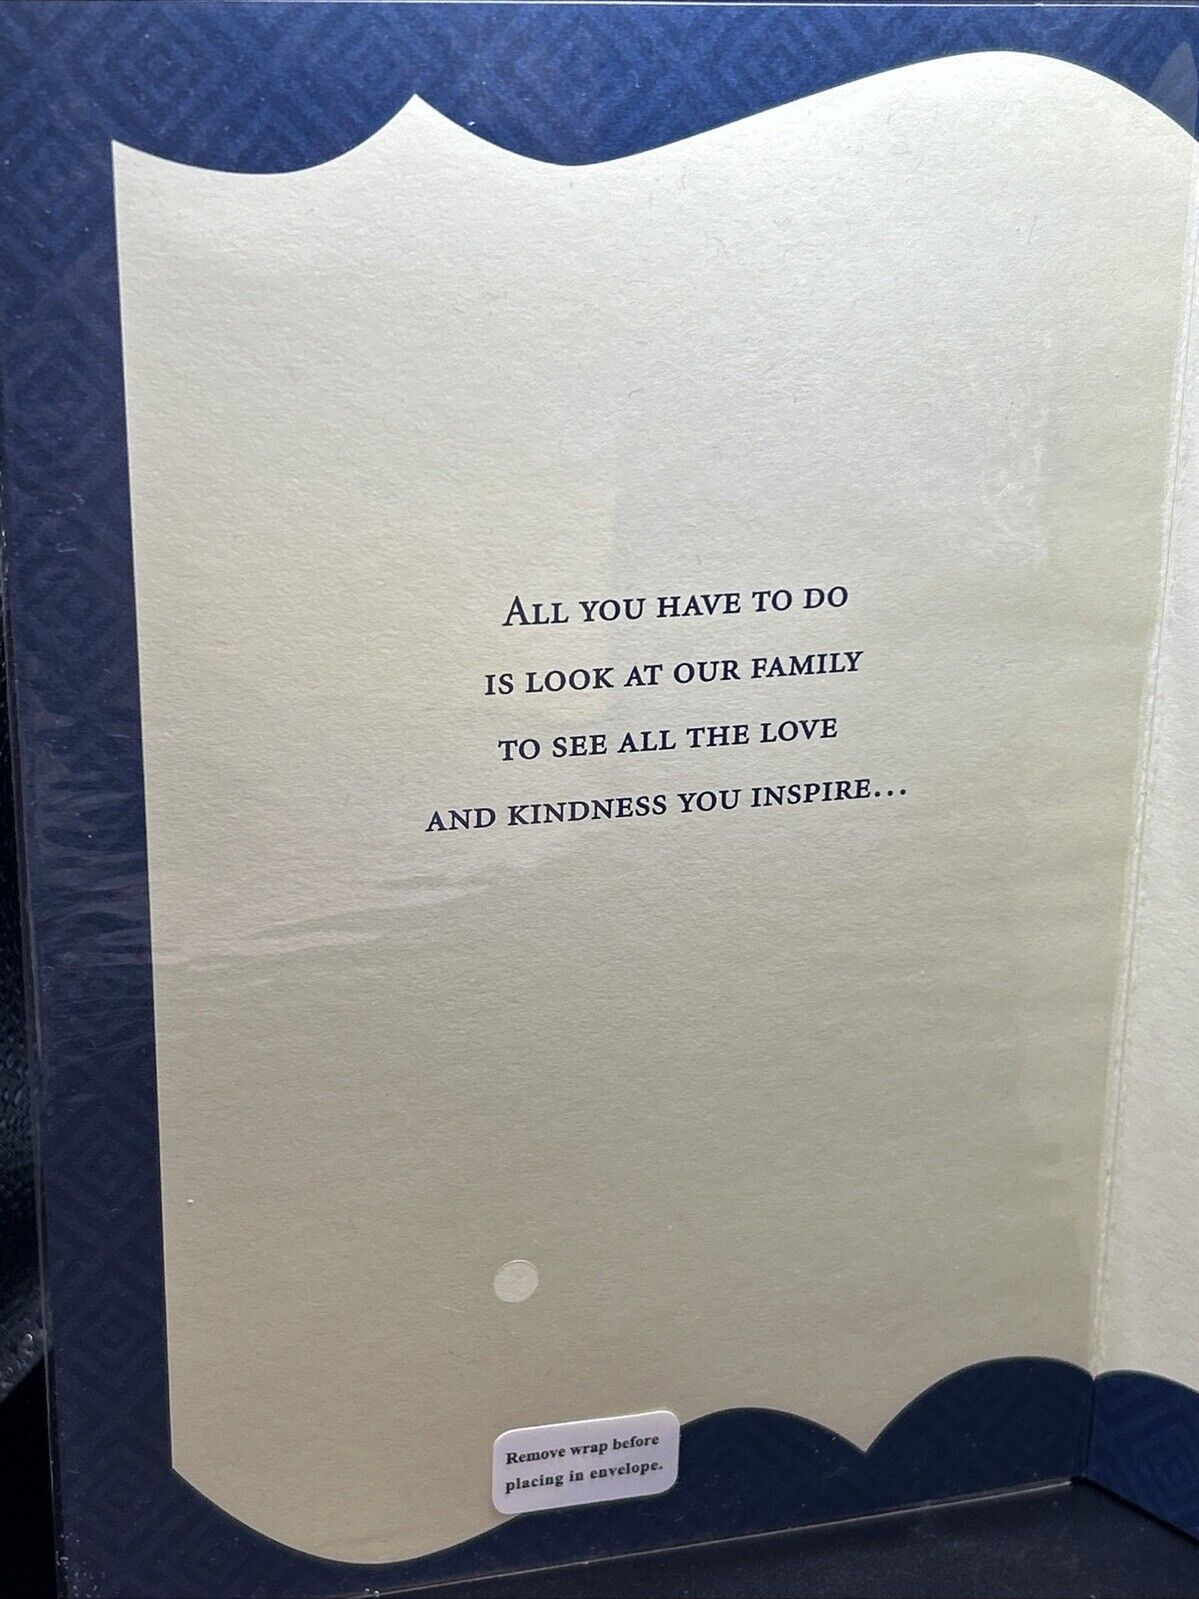 All you have to do
is look at our family
to see all the love
and kindness you inspire...
Remove wrap before
placing in envelope.